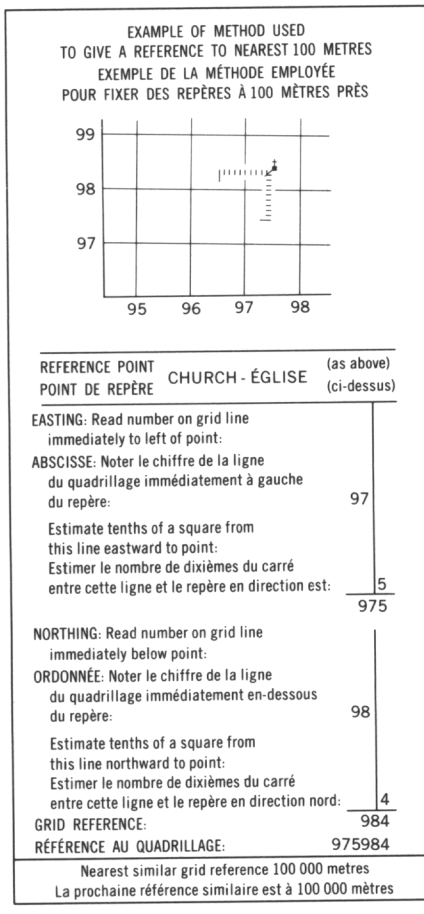 EXAMPLE OF METHOD USED
TO GIVE A REFERENCE TO NEAREST 100 METRES
EXEMPLE DE LA MÉTHODE EMPLOYÉE
POUR FIXER DES REPÈRES À 100 MÈTRES PRÈS
99
98
97
95 96 97 98
REFERENCE POINT
POINT DE REPÈRE
CHURCH - ÉGLISE
(as above)
(ci-dessus)
EASTING: Read number on grid line
immediately to left of point:
ABSCISSE: Noter le chiffre de la ligne
du quadrillage immédiatement à gauche
du repère: 97
Estimate tenths of a square from
this line eastward to point:
Estimer le nombre de dixièmes du carré
entre cette ligne et le repère en direction est: 5
975
NORTHING: Read number on grid line
immediately below point:
ORDONNÉE: Noter le chiffre de la ligne
du quadrillage immédiatement en-dessous
du repère: 98
Estimate tenths of a square from
this line northward to point:
Estimer le nombre de dixièmes du carré
entre cette ligne et le repère en direction nord: 4
GRID REFERENCE: 984
RÉFÉRENCE AU QUADRILLAGE: 975984
Nearest similar grid reference 100 000 metres
La prochaine référence similaire est à 100 000 mètres